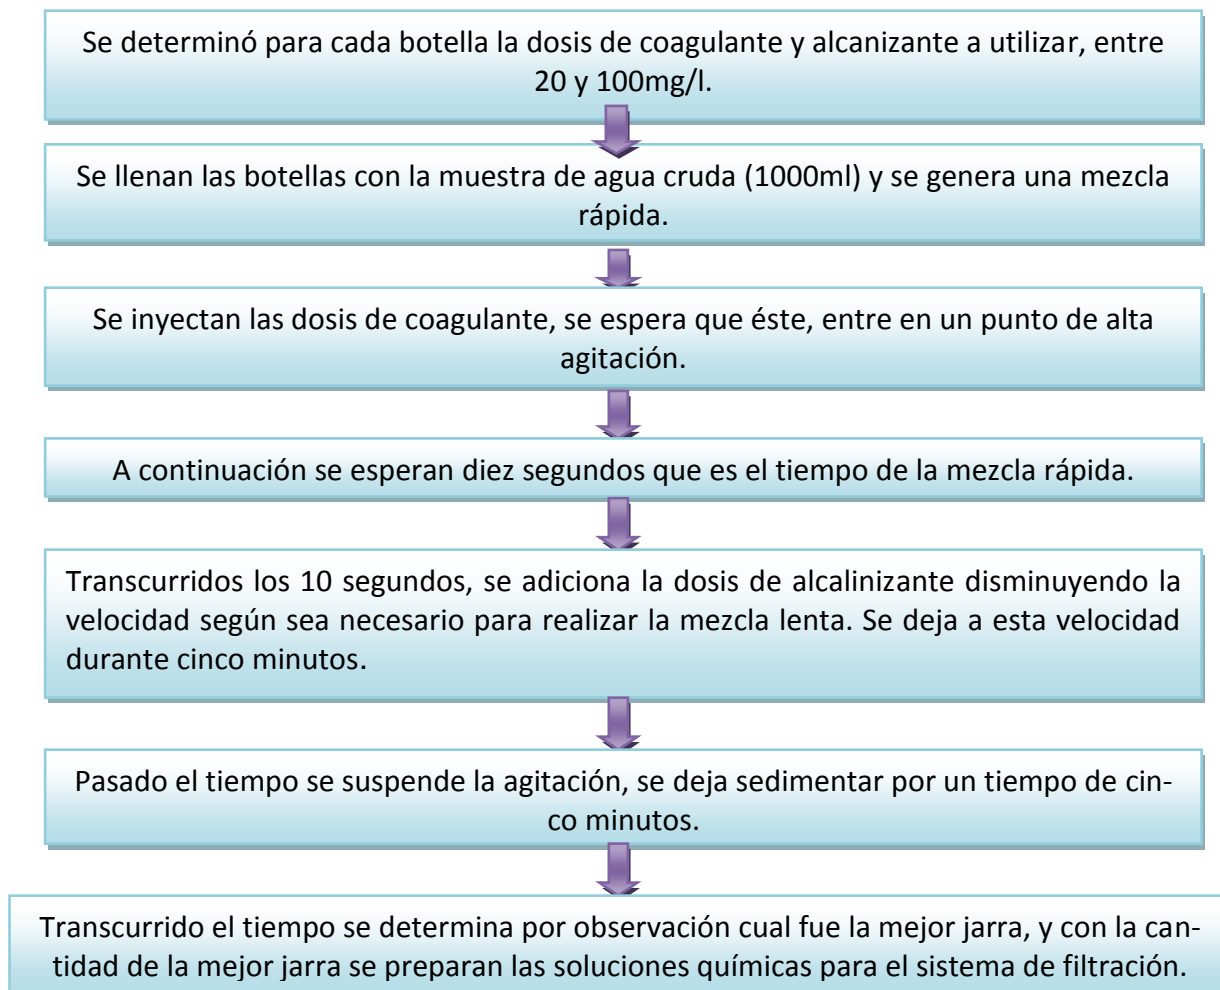 Se determinó para cada botella la dosis de coagulante y alcanizante a utilizar, entre
20 y 100mg/l.
Se llenan las botellas con la muestra de agua cruda (1000ml) y se genera una mezcla
rápida.
Se inyectan las dosis de coagulante, se espera que éste, entre en un punto de alta
agitación.
A continuación se esperan diez segundos que es el tiempo de la mezcla rápida.
Transcurridos los 10 segundos, se adiciona la dosis de alcalinizante disminuyendo la
velocidad según sea necesario para realizar la mezcla lenta. Se deja a esta velocidad
durante cinco minutos.
Pasado el tiempo se suspende la agitación, se deja sedimentar por un tiempo de cin-
co minutos.
Transcurrido el tiempo se determina por observación cual fue la mejor jarra, y con la can-
tidad de la mejor jarra se preparan las soluciones químicas para el sistema de filtración.